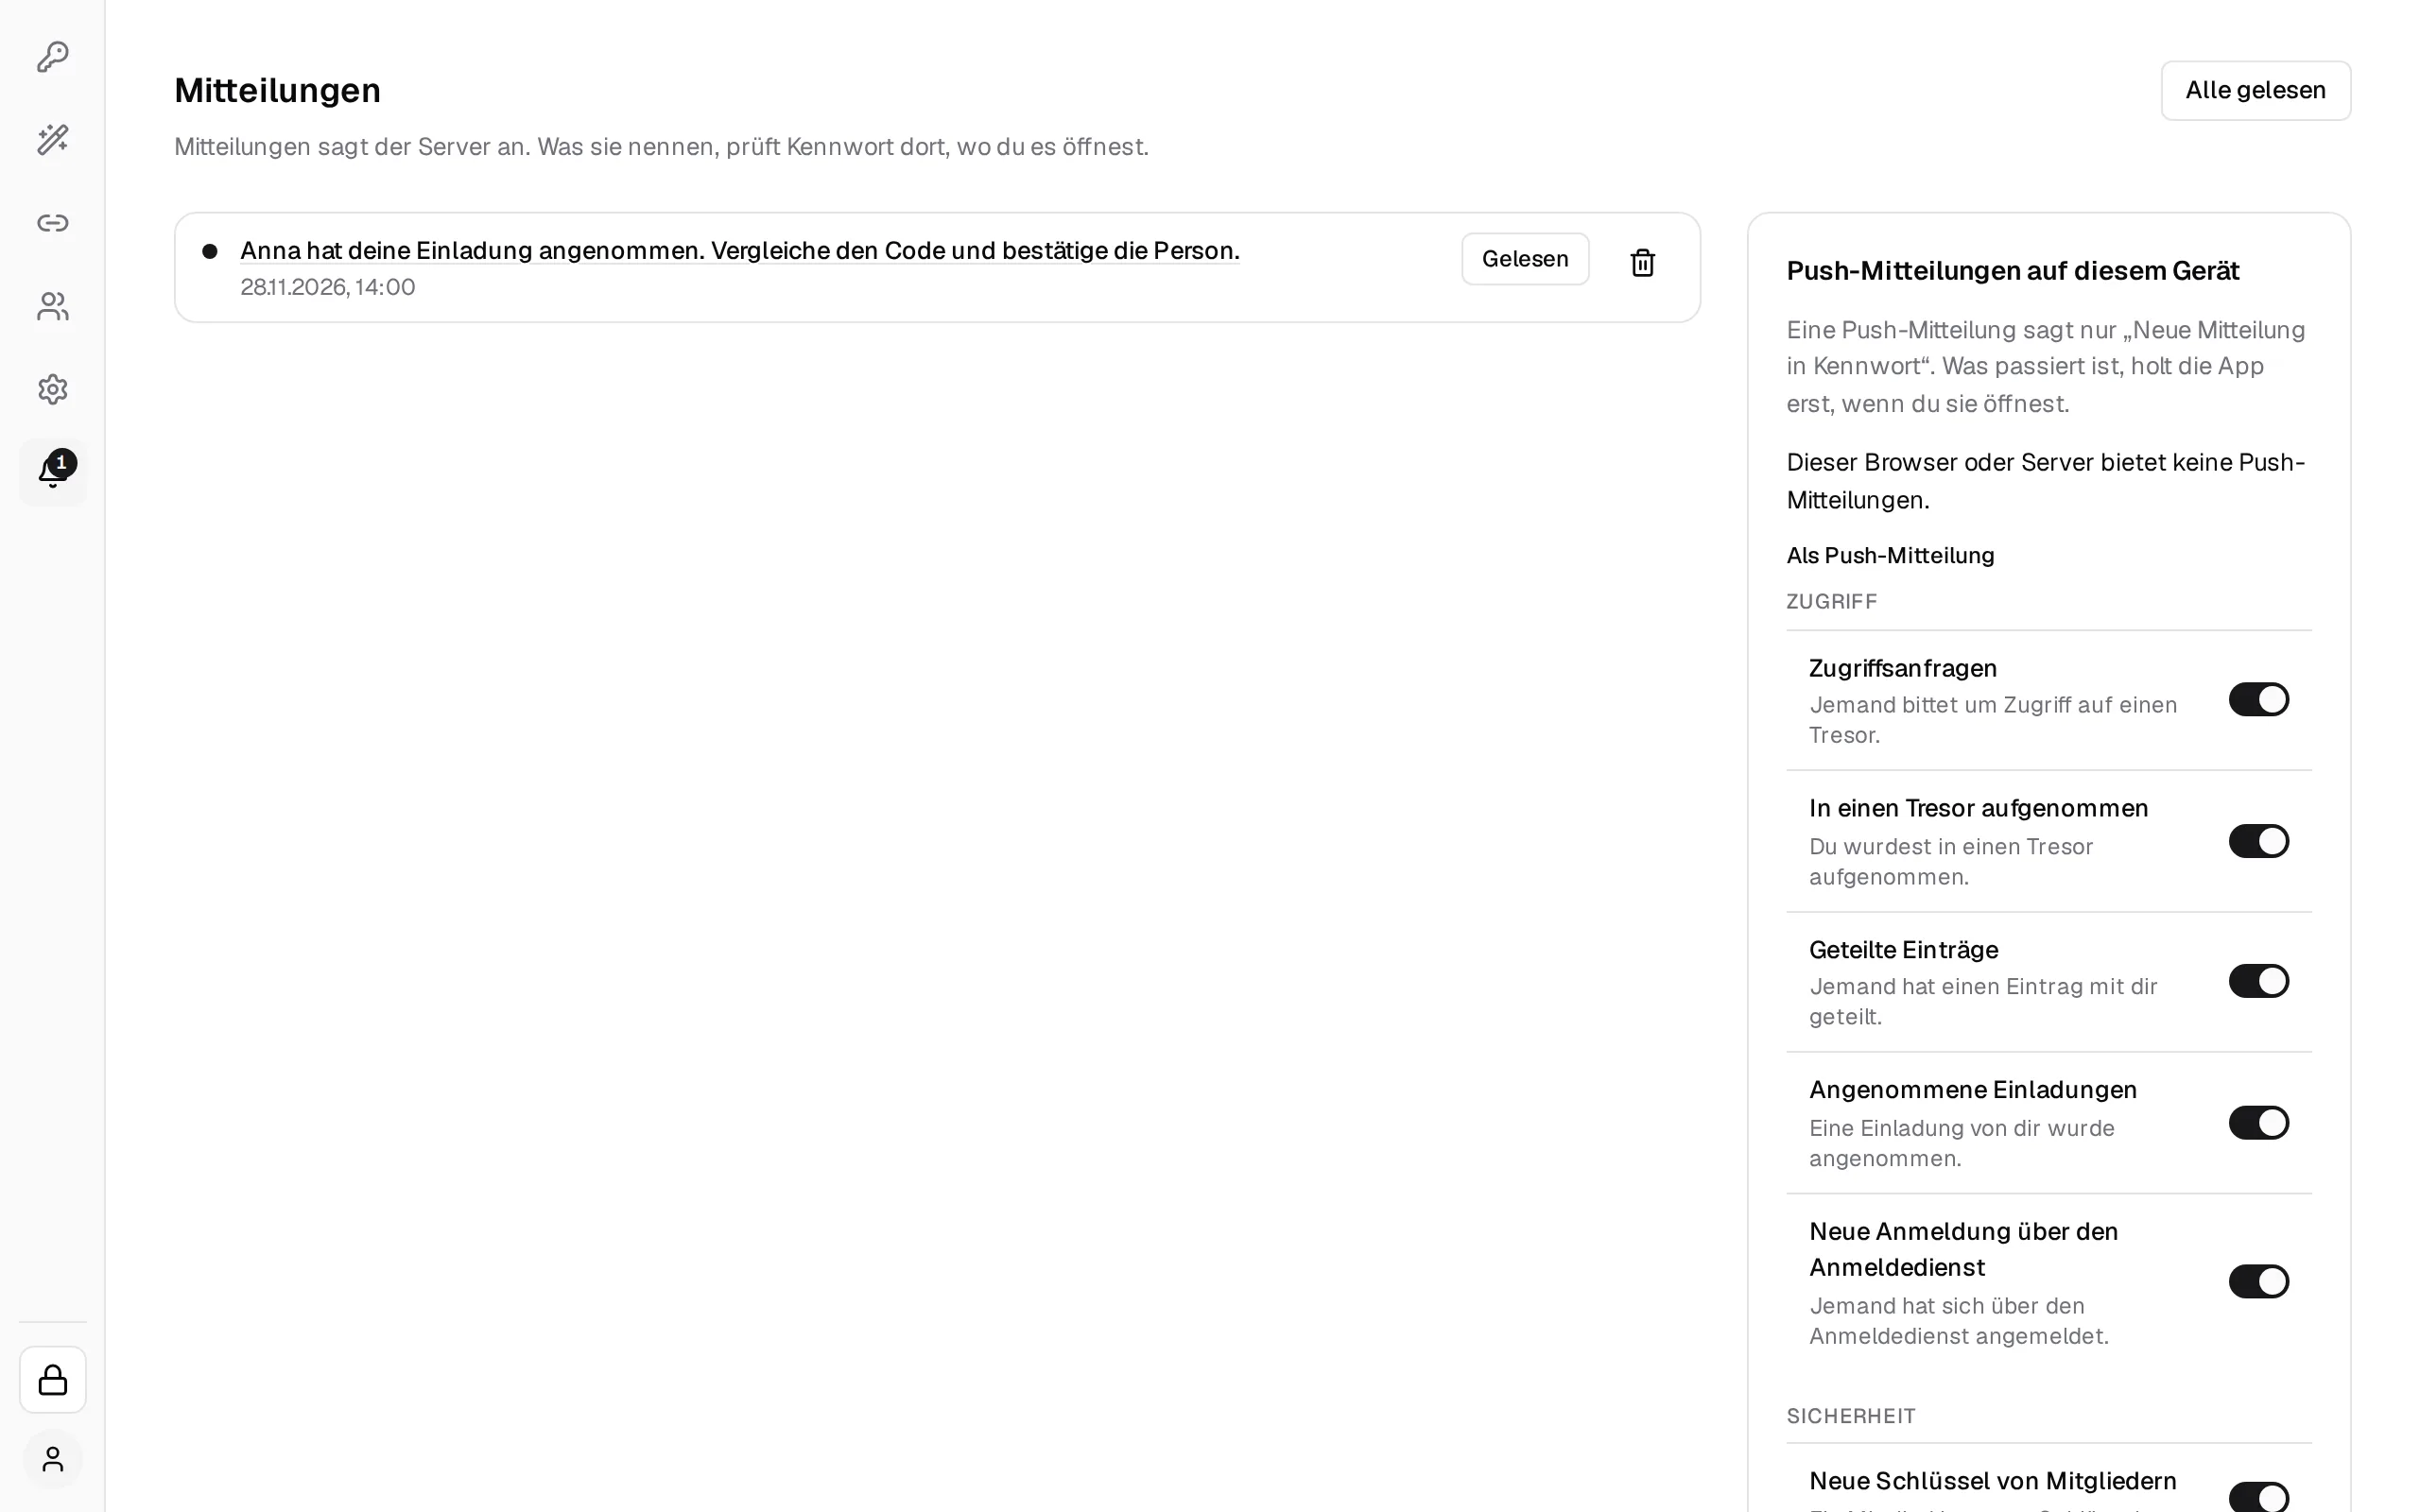 Mitteilungen
Alle gelesen
Mitteilungen sagt der Server an. Was sie nennen, prüft Kennwort dort, wo du es öffnest.
Anna hat deine Einladung angenommen. Vergleiche den Code und bestätige die Person.
28.11.2026, 14:00
Gelesen
1
Push-Mitteilungen auf diesem Gerät
Eine Push-Mitteilung sagt nur „Neue Mitteilung
in Kennwort“. Was passiert ist, holt die App
erst, wenn du sie öffnest.
Dieser Browser oder Server bietet keine Push-
Mitteilungen.
Als Push-Mitteilung
ZUGRIFF
Zugriffsanfragen
Jemand bittet um Zugriff auf einen
Tresor.
In einen Tresor aufgenommen
Du wurdest in einen Tresor
aufgenommen.
Geteilte Einträge
Jemand hat einen Eintrag mit dir
geteilt.
Angenommene Einladungen
Eine Einladung von dir wurde
angenommen.
Neue Anmeldung über den
Anmeldedienst
Jemand hat sich über den
Anmeldedienst angemeldet.
SICHERHEIT
Neue Schlüssel von Mitgliedern